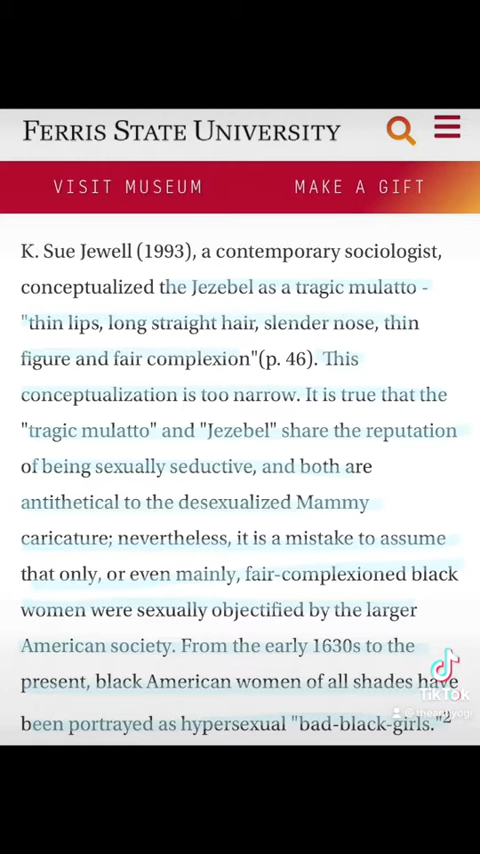 FERRIS STATE UNIVERSITY
VISIT MUSEUM MAKE A GIFT
K. Sue Jewell (1993), a contemporary sociologist,
conceptualized the Jezebel as a tragic mulatto -
"thin lips, long straight hair, slender nose, thin
figure and fair complexion"(p. 46). This
conceptualization is too narrow. It is true that the
"tragic mulatto" and "Jezebel" share the reputation
of being sexually seductive, and both are
antithetical to the desexualized Mammy
caricature; nevertheless, it is a mistake to assume
that only, or even mainly, fair-complexioned black
women were sexually objectified by the larger
American society. From the early 1630s to the
present, black American women of all shades have
been portrayed as hypersexual "bad-black-girls."2
TikTok